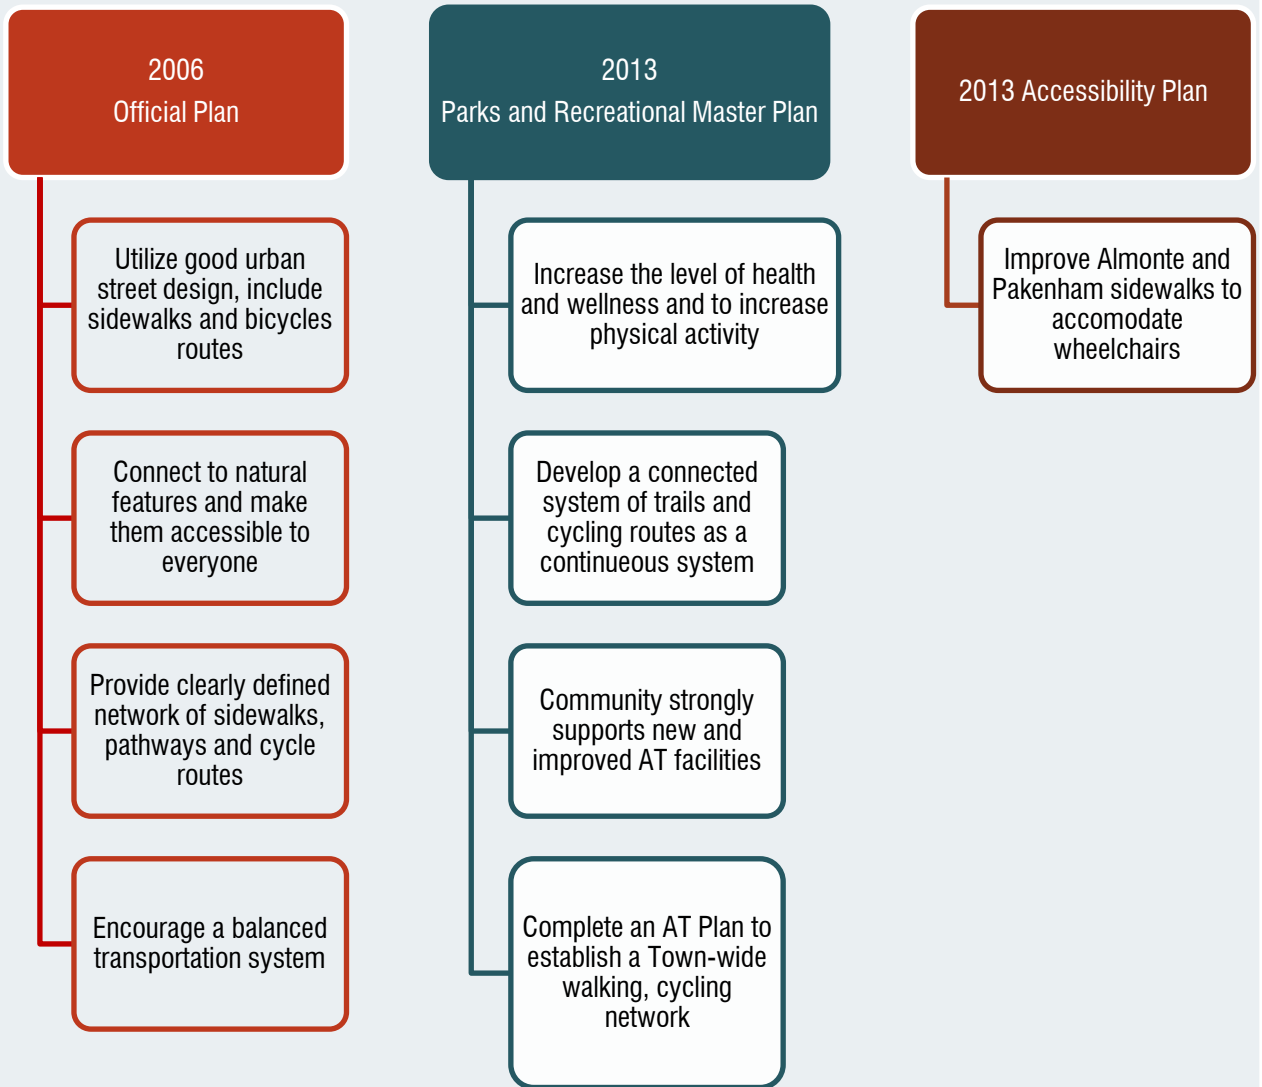 2006
Official Plan
Utilize good urban
street design, include
sidewalks and bicycles
routes
Connect to natural
features and make
them accessible to
everyone
Provide clearly defined
network of sidewalks,
pathways and cycle
routes
Encourage a balanced
transportation system
2013
Parks and Recreational Master Plan
Increase the level of health
and wellness and to increase
physical activity
Develop a connected
system of trails and
cycling routes as a
continueous system
Community strongly
supports new and
improved AT facilities
Complete an AT Plan to
establish a Town-wide
walking, cycling
network
2013 Accessibility Plan
Improve Almonte and
Pakenham sidewalks to
accomodate
wheelchairs